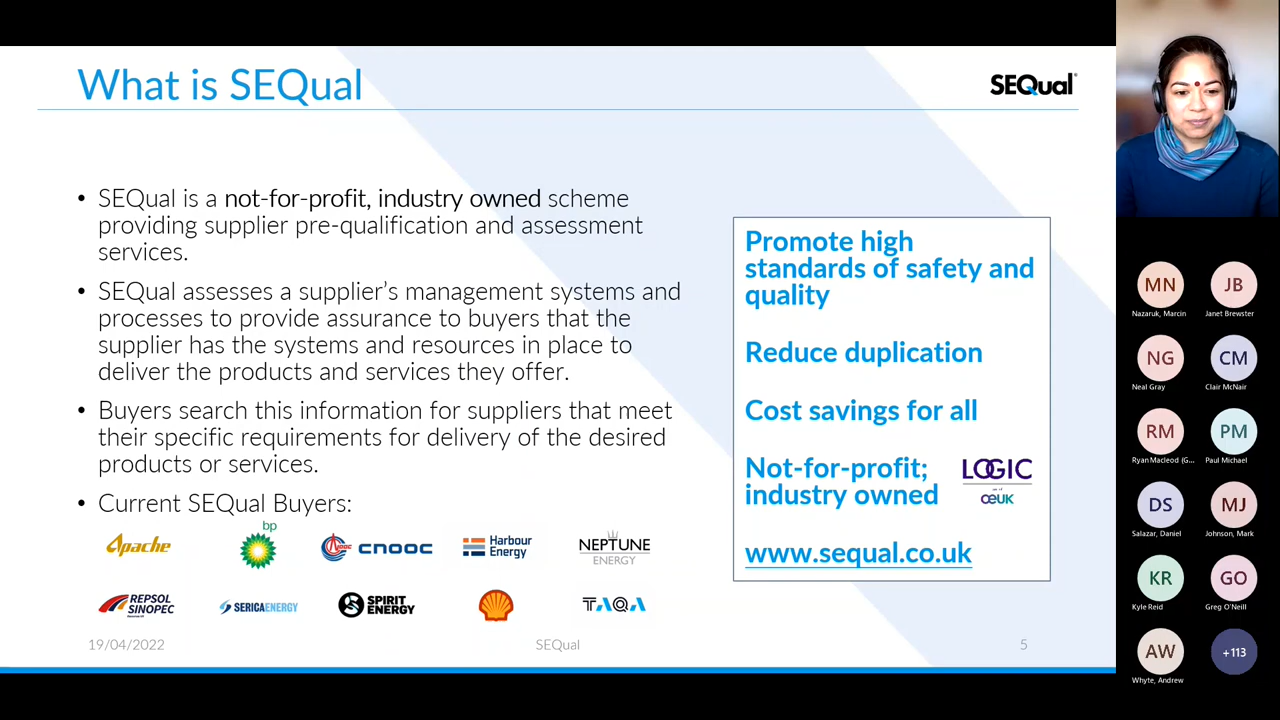 What is SEQual
SEQual
• SEQual is a not-for-profit, industry owned scheme
providing supplier pre-qualification and assessment
services.
• SEQual assesses a supplier's management systems and
processes to provide assurance to buyers that the
supplier has the systems and resources in place to
deliver the products and services they offer.
• Buyers search this information for suppliers that meet
their specific requirements for delivery of the desired
products or services.
• Current SEQual Buyers:
Apache
bp
CNOOC
Harbour
Energy
NEPTUNE
ENERGY
REPSOL
SINOPEC
SERICA ENERGY
SPIRIT
ENERGY
TAQA
Promote high
standards of safety and
quality
Reduce duplication
Cost savings for all
Not-for-profit;
industry owned
LOGIC
OEUK
www.sequal.co.uk
19/04/2022
SEQual
5
MN
Nazaruk, Marcin
JB
Janet Brewster
NG
Neal Gray
CM
Clair McNair
RM
Ryan Macleod (G...
PM
Paul Michael
DS
Salazar, Daniel
MJ
Johnson, Mark
KR
Kyle Reid
GO
Greg O'Neill
AW
Whyte, Andrew
+113